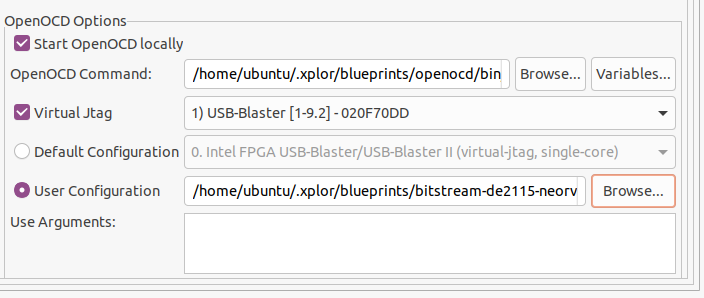 OpenOCD Options
Start OpenOCD locally
OpenOCD Command: /home/ubuntu/.xplor/blueprints/openocd/bin Browse... Variables...
Virtual Jtag 1) USB-Blaster [1-9.2] - 020F70DD
Default Configuration 0. Intel FPGA USB-Blaster/USB-Blaster II (virtual-jtag, single-core)
User Configuration /home/ubuntu/.xplor/blueprints/bitstream-de2115-neorv Browse...
Use Arguments: